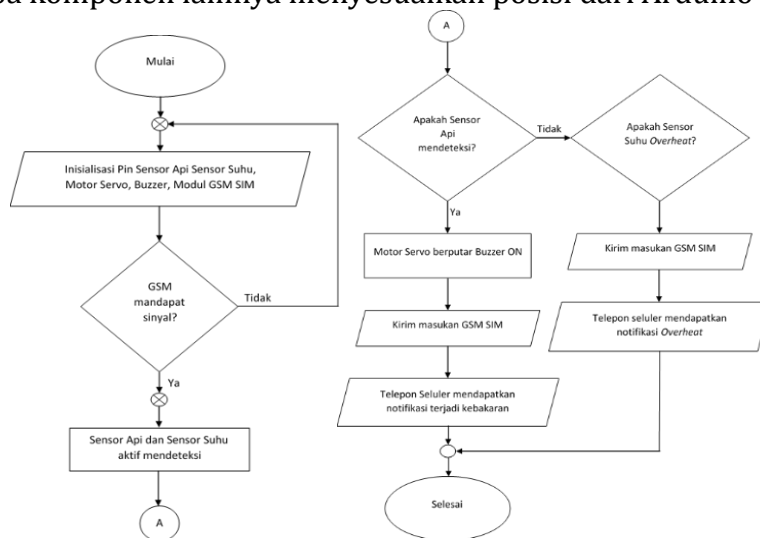 komponen lainnya menyesuaikan posisi dari Arduino
Mulai
Inisialisasi Pin Sensor Api Sensor Suhu,
Motor Servo, Buzzer, Modul GSM SIM
GSM
mandapat
sinyal?
Tidak
Ya
Sensor Api dan Sensor Suhu
aktif mendeteksi
A
A
Apakah Sensor
Api
mendeteksi?
Tidak
Apakah Sensor
Suhu Overheat?
Ya
Motor Servo berputar Buzzer ON
Kirim masukan GSM SIM
Telepon Seluler mendapatkan
notifikasi terjadi kebakaran
Kirim masukan GSM SIM
Telepon seluler mendapatkan
notifikasi Overheat
Selesai